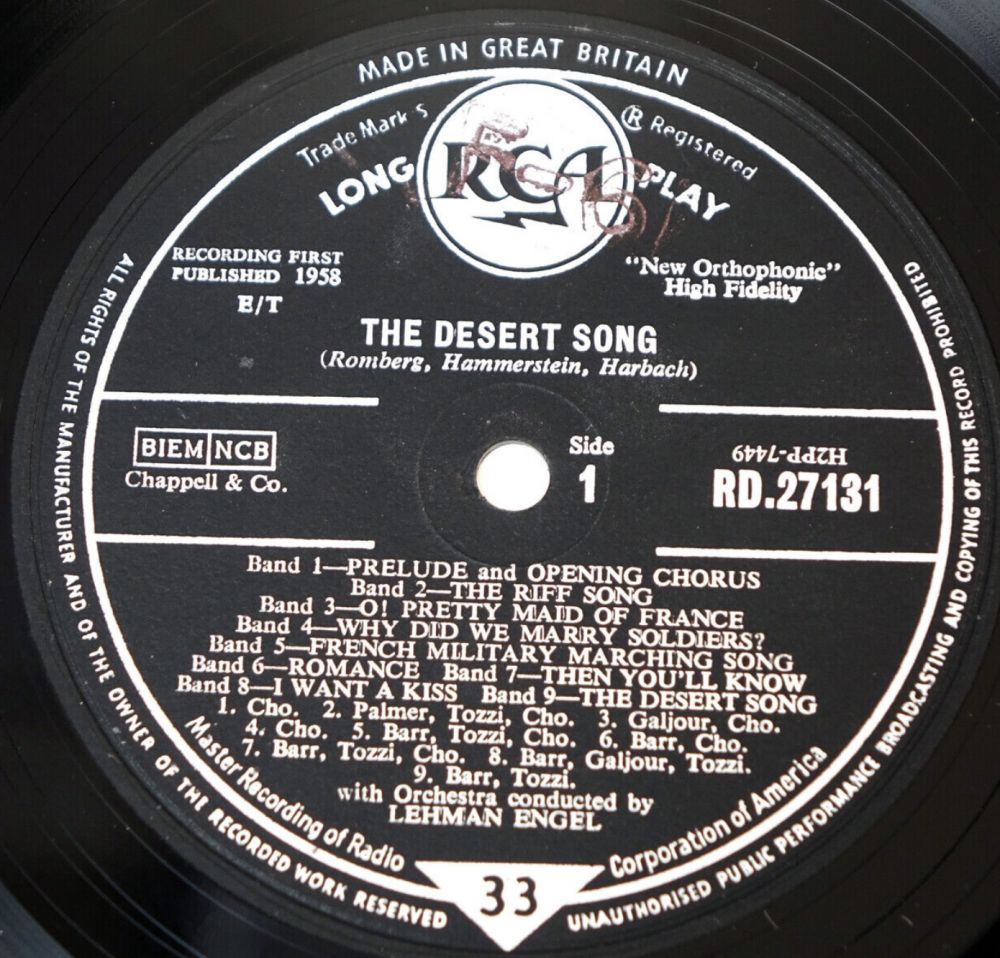 MADE IN GREAT BRITAIN
Trade Mark s ® Registered
LONG RCA PLAY
RECORDING FIRST
PUBLISHED 1958
E/T
"New Orthophonic"
High Fidelity
THE DESERT SONG
(Romberg, Hammerstein, Harbach)
BIEM NCB
Chappell & Co.
Side
1
H2PP-7449
RD.27131
Band 1—PRELUDE and OPENING CHORUS
Band 2—THE RIFF SONG
Band 3—O! PRETTY MAID OF FRANCE
Band 4—WHY DID WE MARRY SOLDIERS?
Band 5—FRENCH MILITARY MARCHING SONG
Band 6—ROMANCE Band 7—THEN YOU'LL KNOW
Band 8—I WANT A KISS Band 9—THE DESERT SONG
1. Cho. 2. Palmer, Tozzi, Cho. 3. Galjour, Cho.
4. Cho. 5. Barr, Tozzi, Cho. 6. Barr, Cho.
7. Barr, Tozzi, Cho. 8. Barr, Galjour, Tozzi.
9. Barr, Tozzi.
with Orchestra conducted by
LEHMAN ENGEL
Master Recording of Radio Corporation of America
33
ALL RIGHTS OF THE MANUFACTURER AND OF THE OWNER OF THE RECORDED WORK RESERVED
UNAUTHORISED PUBLIC PERFORMANCE BROADCASTING AND COPYING OF THIS RECORD PROHIBITED